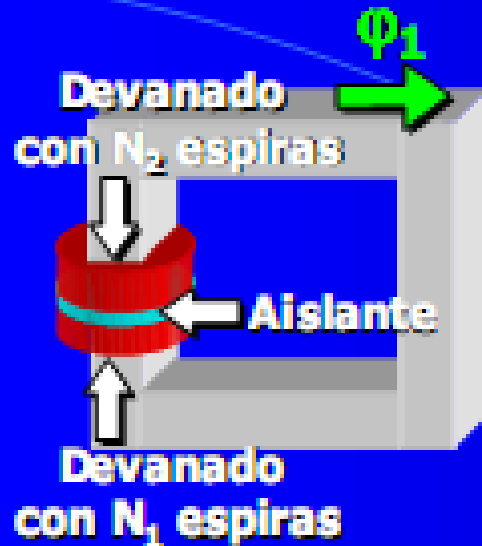 φ₁
Devanado
con N₂ espiras
Aislante
Devanado
con N₁ espiras